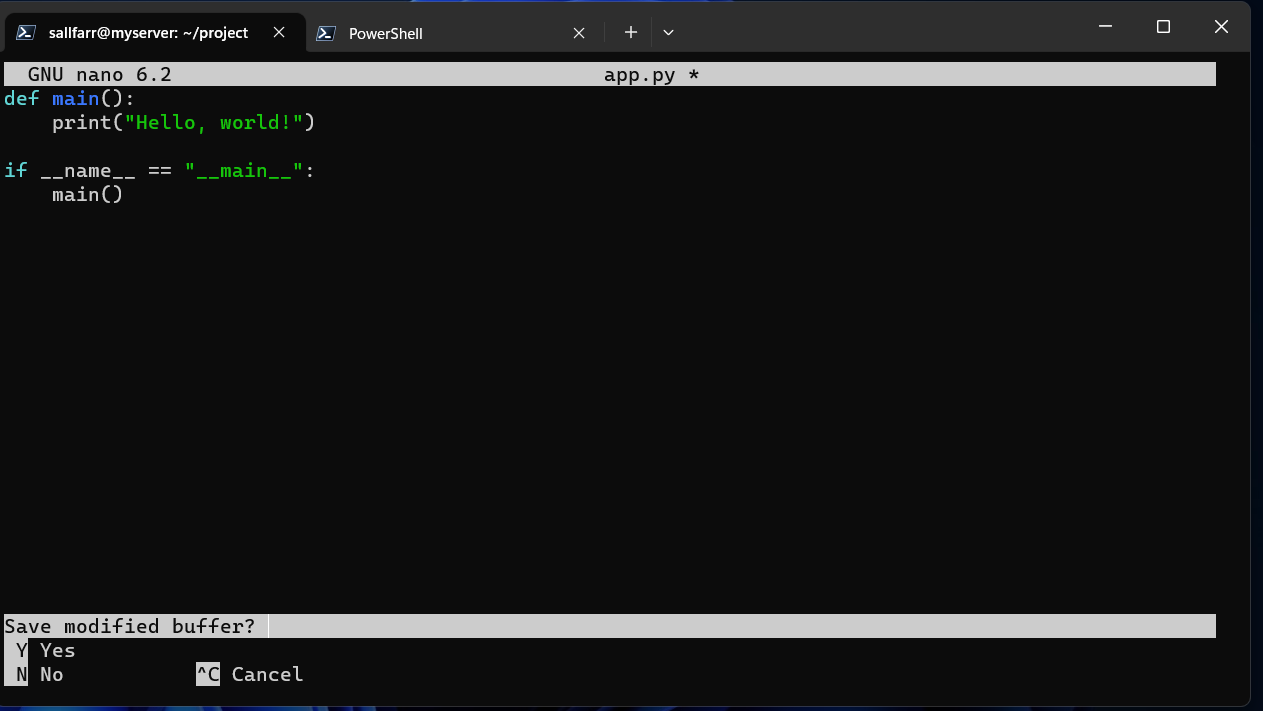 sallfarr@myserver: ~/project PowerShell
GNU nano 6.2 app.py *
def main():
    print("Hello, world!")
if __name__ == "__main__":
    main()
Save modified buffer?
Y Yes
N No ^C Cancel